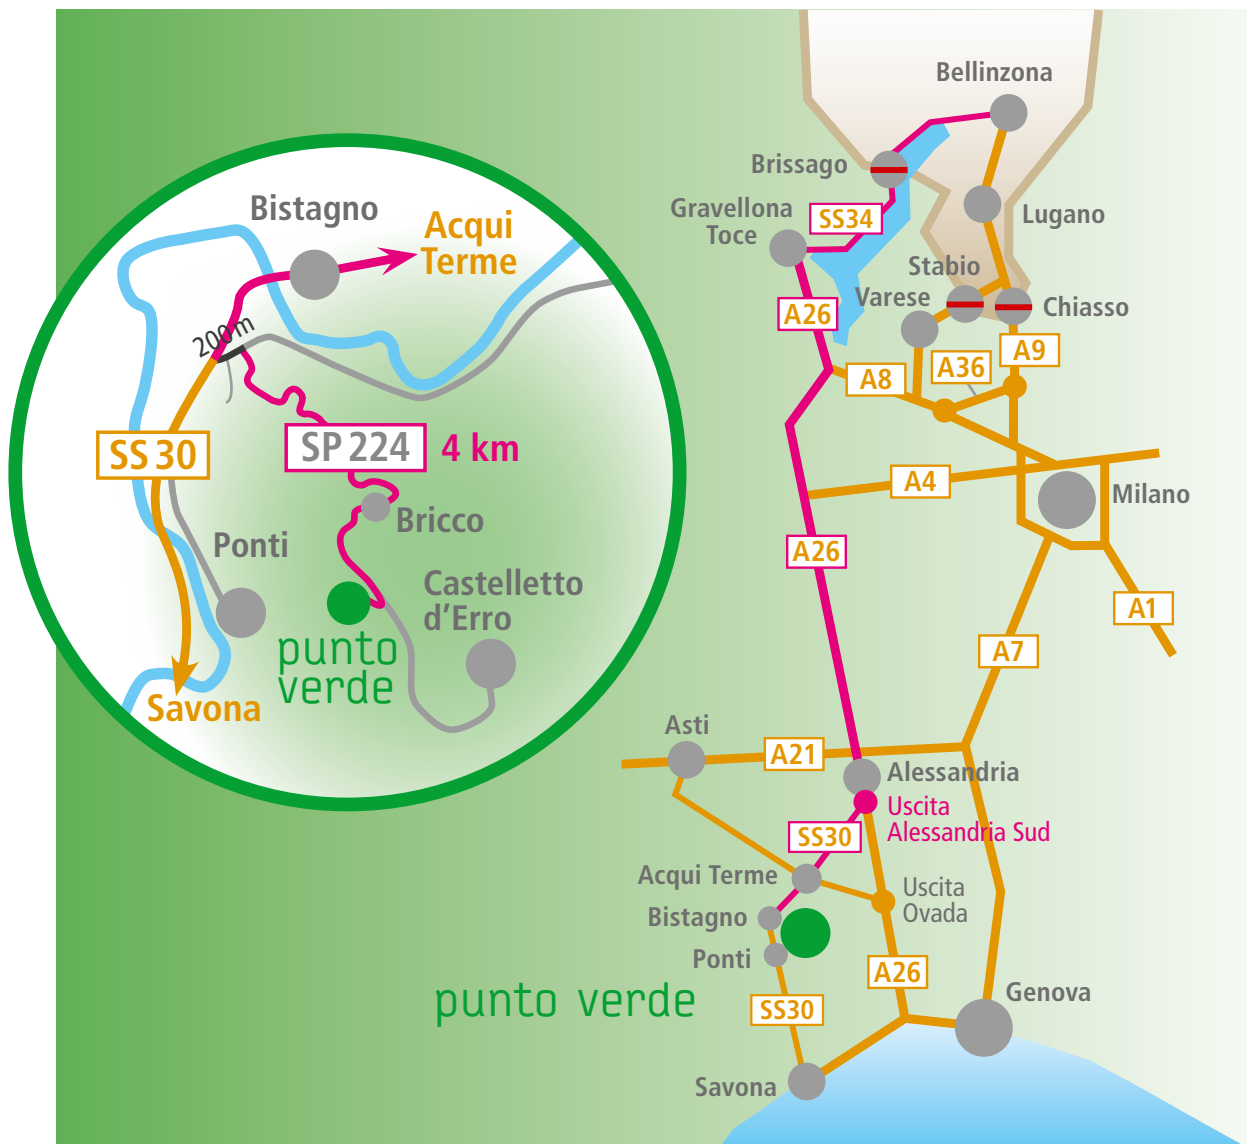 Bistagno
Acqui
Terme
200 m
SS 30
SP 224
4 km
Bricco
Ponti
Castelletto
d'Erro
punto
verde
Savona
Bellinzona
Brissago
Gravellona
Toce
SS34
Lugano
Stabio
Varese
Chiasso
A26
A8
A36
A9
A4
Milano
A26
A1
A7
Asti
A21
Alessandria
Uscita
Alessandria Sud
SS30
Acqui Terme
Uscita
Ovada
Bistagno
Ponti
A26
punto verde
SS30
Genova
Savona